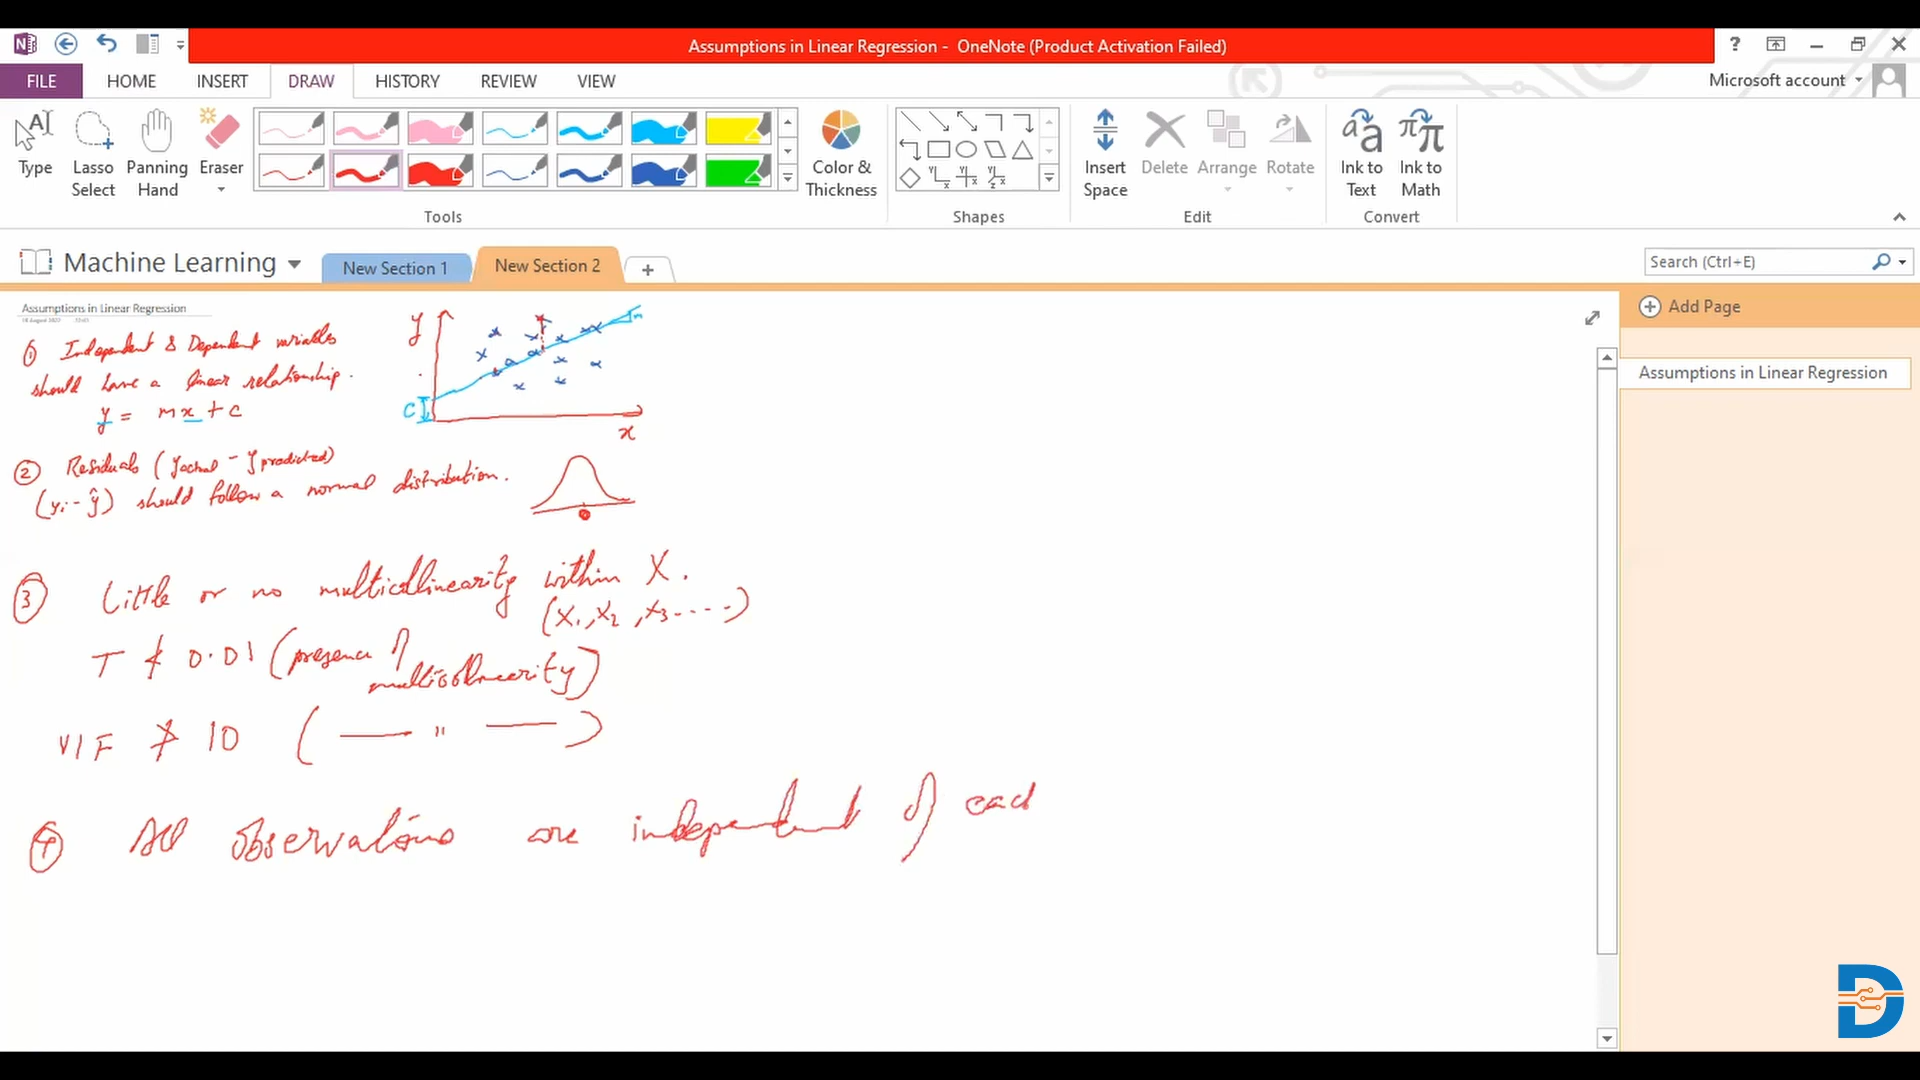 Assumptions in Linear Regression - OneNote (Product Activation Failed)
?
FILE HOME INSERT DRAW HISTORY REVIEW VIEW
Microsoft account
Type
Lasso Select
Panning Hand
Eraser
Color & Thickness
Insert Space
Delete
Arrange
Rotate
Ink to Text
Ink to Math
Tools Shapes Edit Convert
Machine Learning
New Section 1
New Section 2
Search (Ctrl+E)
Add Page
Assumptions in Linear Regression
Assumptions in Linear Regression
① Independent & Dependent variables
should have a linear relationship.
y = mx + c
y
m
C
x
② Residuals (yactual - ypredicted)
(yi - ŷ) should follow a normal distribution.
0
③ Little or no multicollinearity within X.
(X1, X2, X3 - - - -)
T ≮ 0.01 (presence of
multicollinearity)
VIF ≯ 10 ( — " — )
④ All observations are independent of each
D